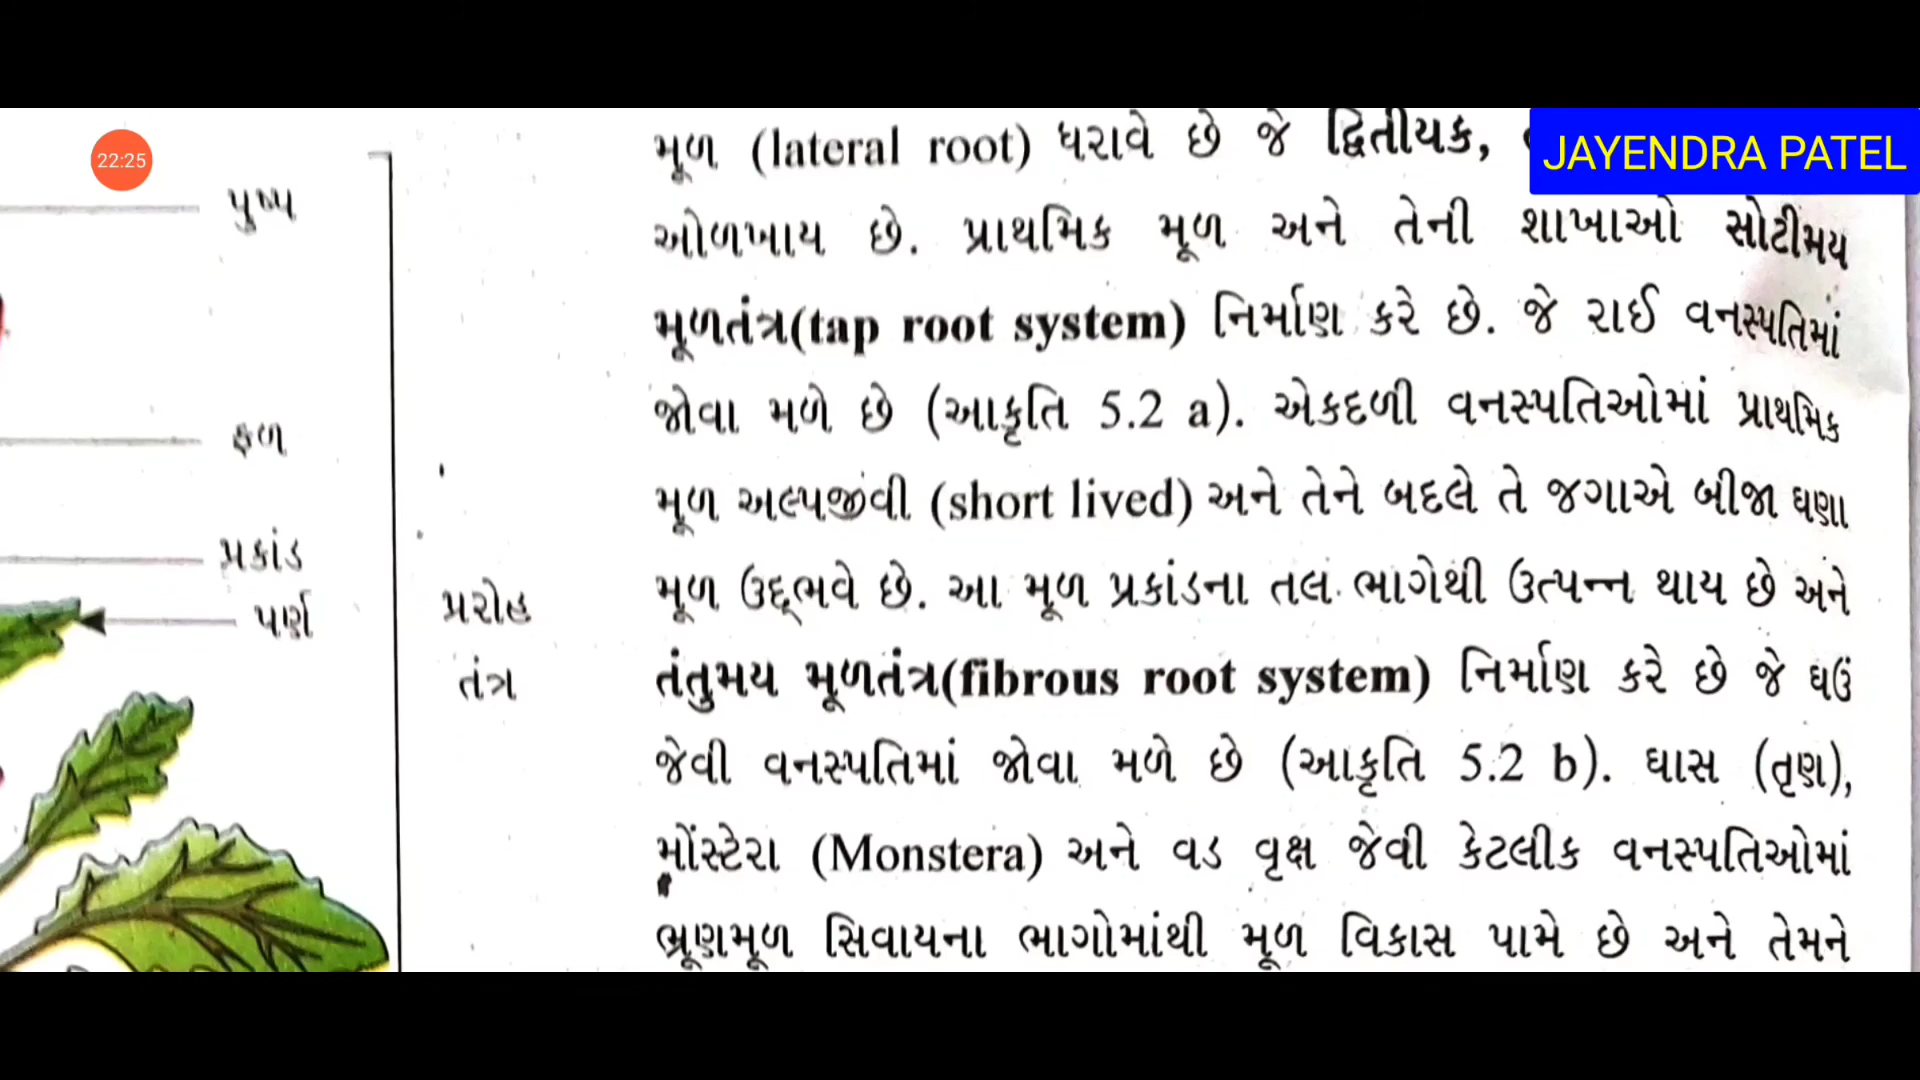 22:25
JAYENDRA PATEL
પુષ્પ
ફળ
પ્રકાંડ
પર્ણ
પ્રરોહ
તંત્ર
મૂળ (lateral root) ધરાવે છે જે દ્વિતીયક,
ઓળખાય છે. પ્રાથમિક મૂળ અને તેની શાખાઓ સોટીમય
મૂળતંત્ર(tap root system) નિર્માણ કરે છે. જે રાઈ વનસ્પતિમાં
જોવા મળે છે (આકૃતિ 5.2 a). એકદળી વનસ્પતિઓમાં પ્રાથમિક
મૂળ અલ્પજીવી (short lived) અને તેને બદલે તે જગાએ બીજા ઘણા
મૂળ ઉદ્ભવે છે. આ મૂળ પ્રકાંડના તલ ભાગેથી ઉત્પન્ન થાય છે અને
તંતુમય મૂળતંત્ર(fibrous root system) નિર્માણ કરે છે જે ઘઉં
જેવી વનસ્પતિમાં જોવા મળે છે (આકૃતિ 5.2 b). ઘાસ (તૃણ),
મોંસ્ટેરા (Monstera) અને વડ વૃક્ષ જેવી કેટલીક વનસ્પતિઓમાં
ભ્રૂણમૂળ સિવાયના ભાગોમાંથી મૂળ વિકાસ પામે છે અને તેમને